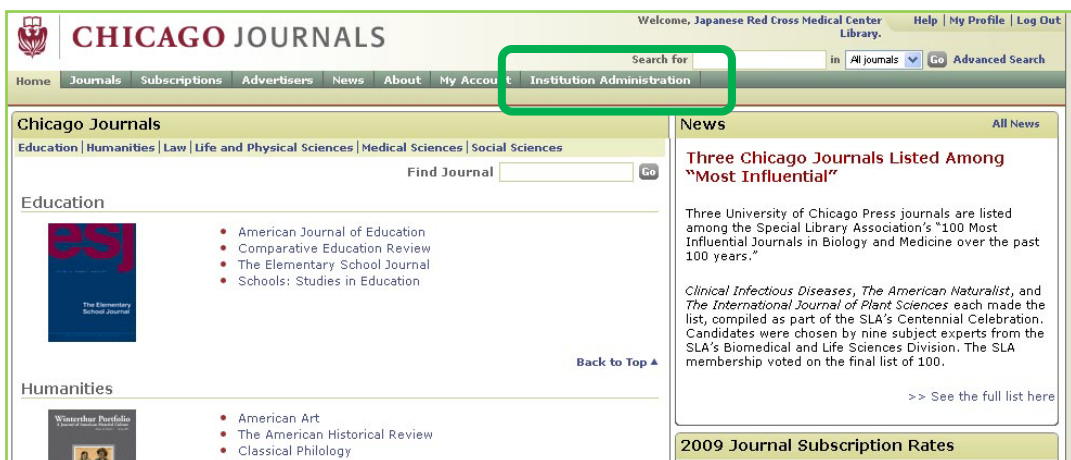 Welcome, Japanese Red Cross Medical Center Library.
Help | My Profile | Log Out
CHICAGO JOURNALS
Search for in All journals Go Advanced Search
Home Journals Subscriptions Advertisers News About My Account Institution Administration
Chicago Journals
Education | Humanities | Law | Life and Physical Sciences | Medical Sciences | Social Sciences
Find Journal Go
Education
esj
The Elementary
School Journal
American Journal of Education
Comparative Education Review
The Elementary School Journal
Schools: Studies in Education
Back to Top ▲
Humanities
Winterthur Portfolio
American Art
The American Historical Review
Classical Philology
News
All News
Three Chicago Journals Listed Among
“Most Influential”
Three University of Chicago Press journals are listed
among the Special Library Association’s “100 Most
Influential Journals in Biology and Medicine over the past
100 years.”
Clinical Infectious Diseases, The American Naturalist, and
The International Journal of Plant Sciences each made the
list, compiled as part of the SLA’s Centennial Celebration.
Candidates were chosen by nine subject experts from the
SLA’s Biomedical and Life Sciences Division. The SLA
membership voted on the final list of 100.
>> See the full list here
2009 Journal Subscription Rates